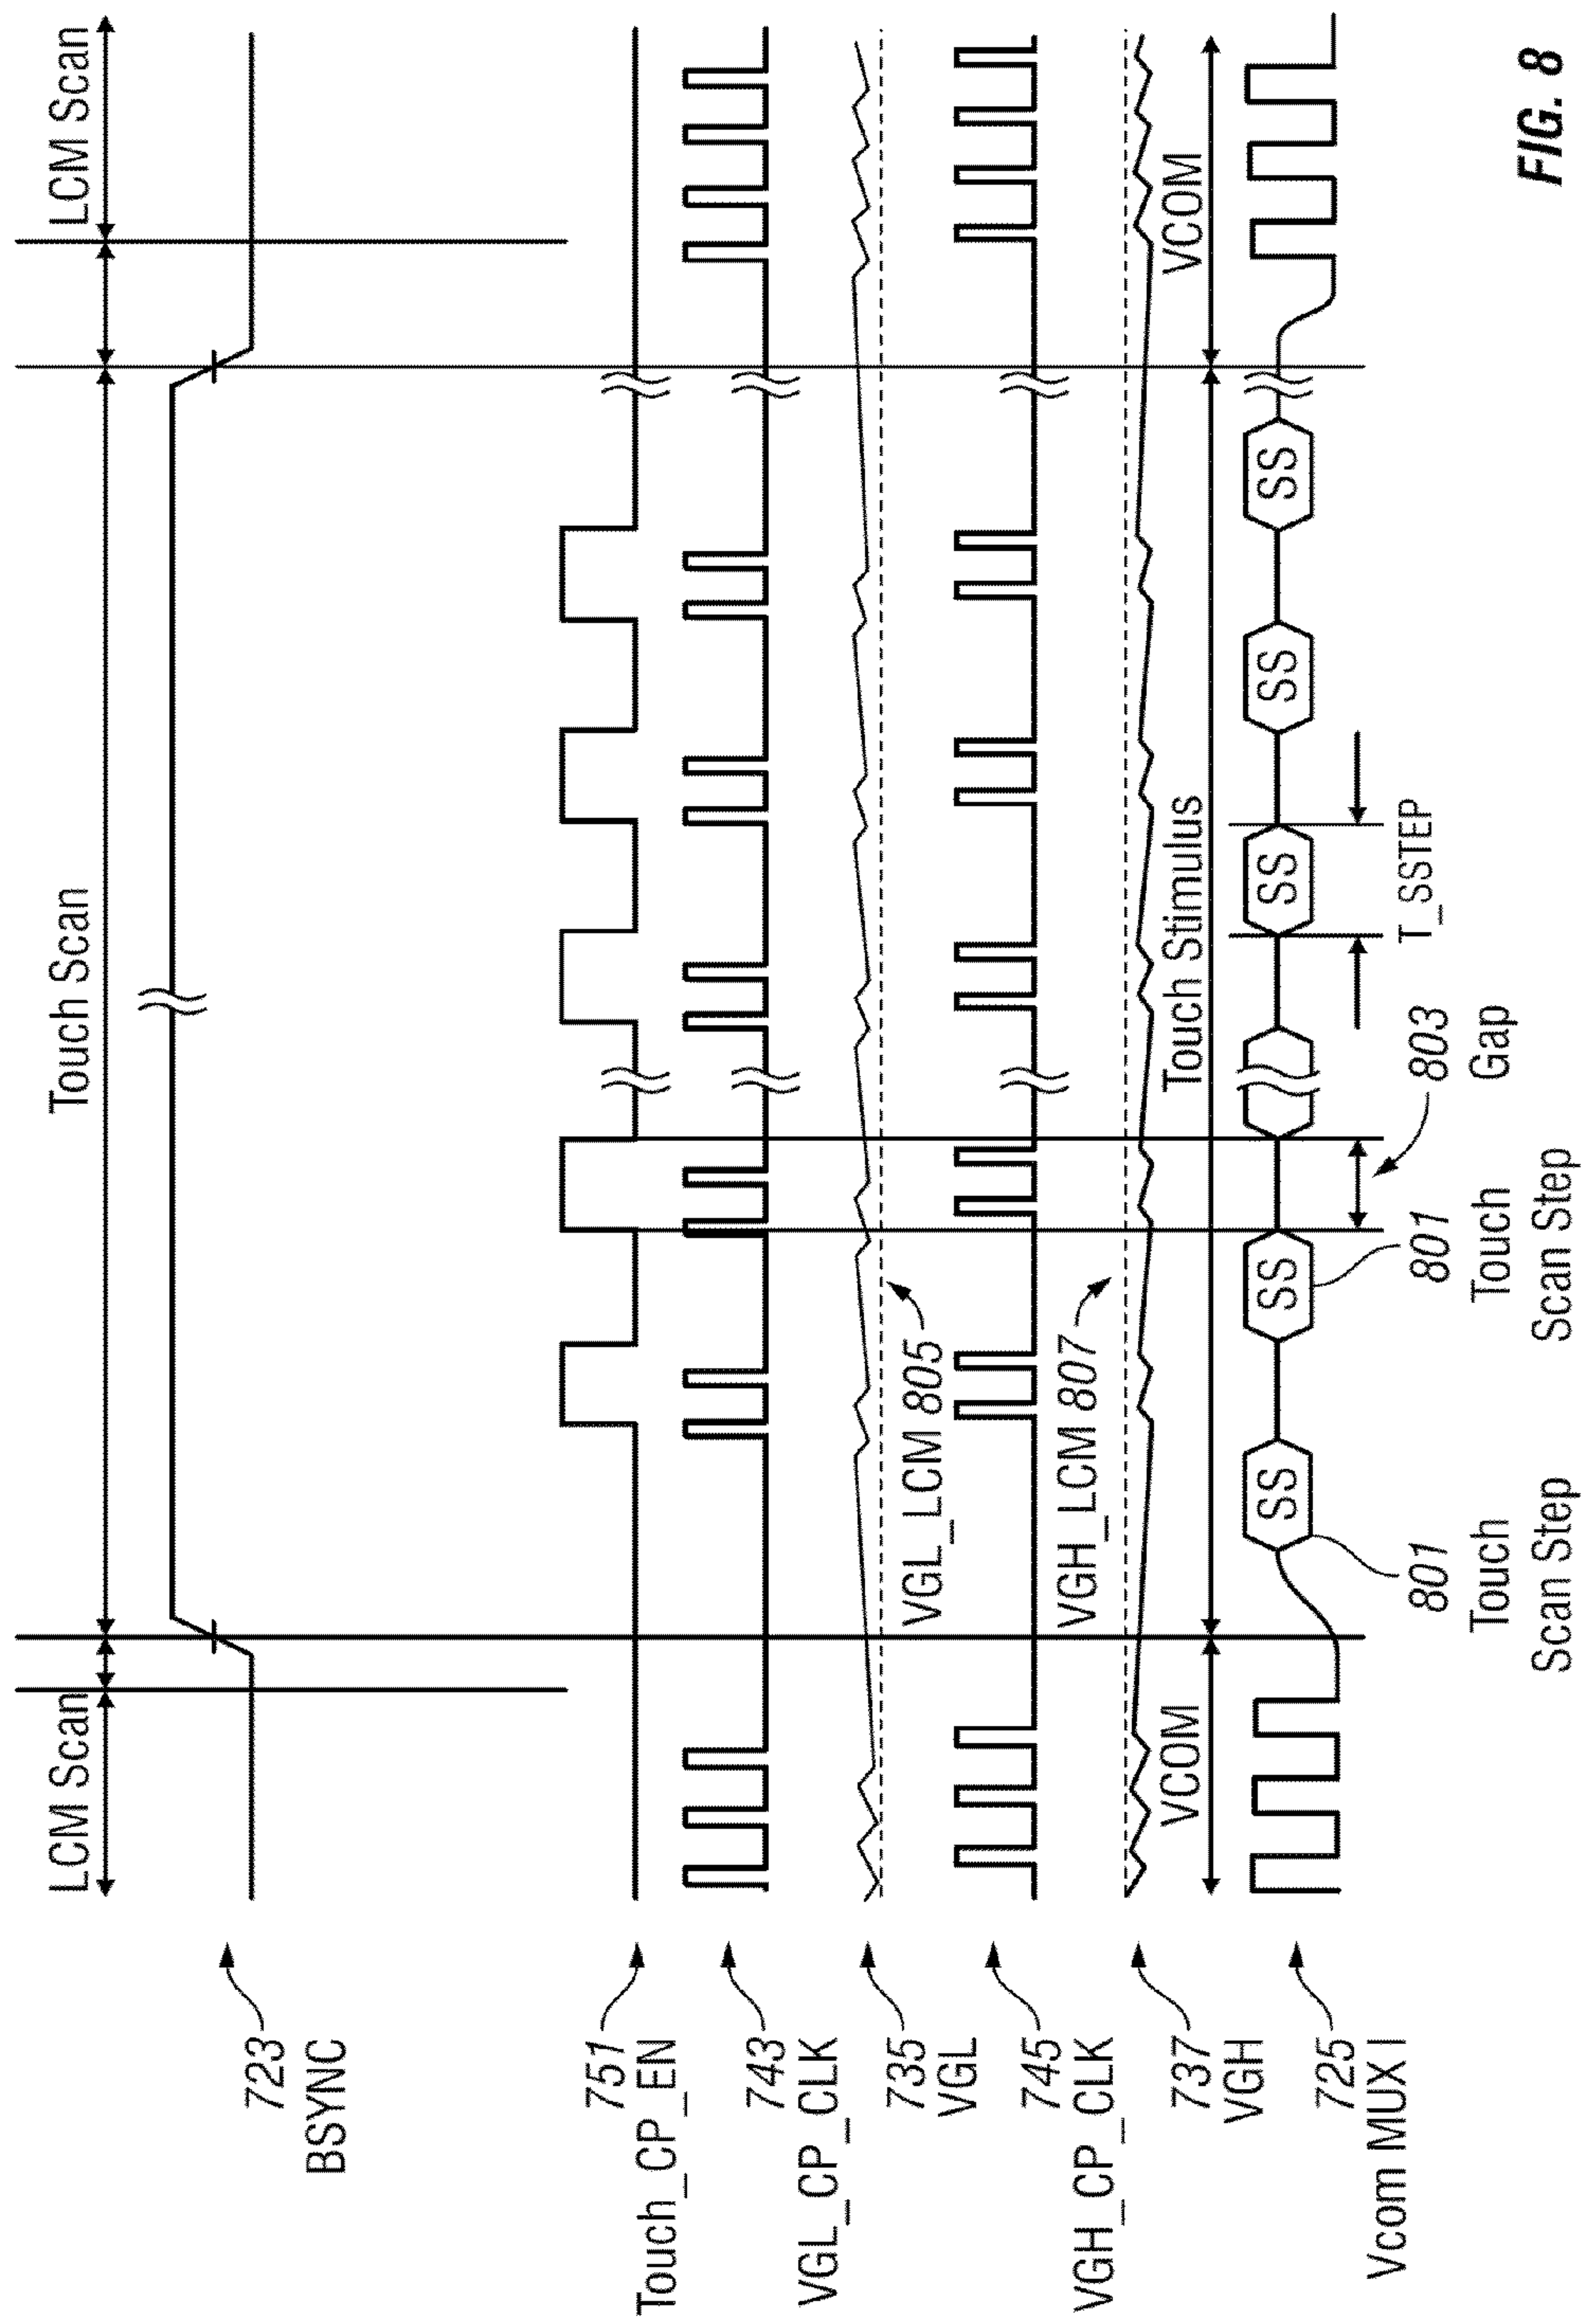 LCM Scan
Touch Scan
LCM Scan
723
BSYNC
751
Touch_CP_EN
743
VGL_CP_CLK
735
VGL
VGL_LCM 805
745
VGH_CP_CLK
VGH_LCM 807
737
VGH
VCOM
Touch Stimulus
VCOM
725
Vcom MUX I
SS
SS
SS
SS
SS
T_SSTEP
801
Touch
Scan Step
801
Touch
Scan Step
803
Gap
FIG. 8